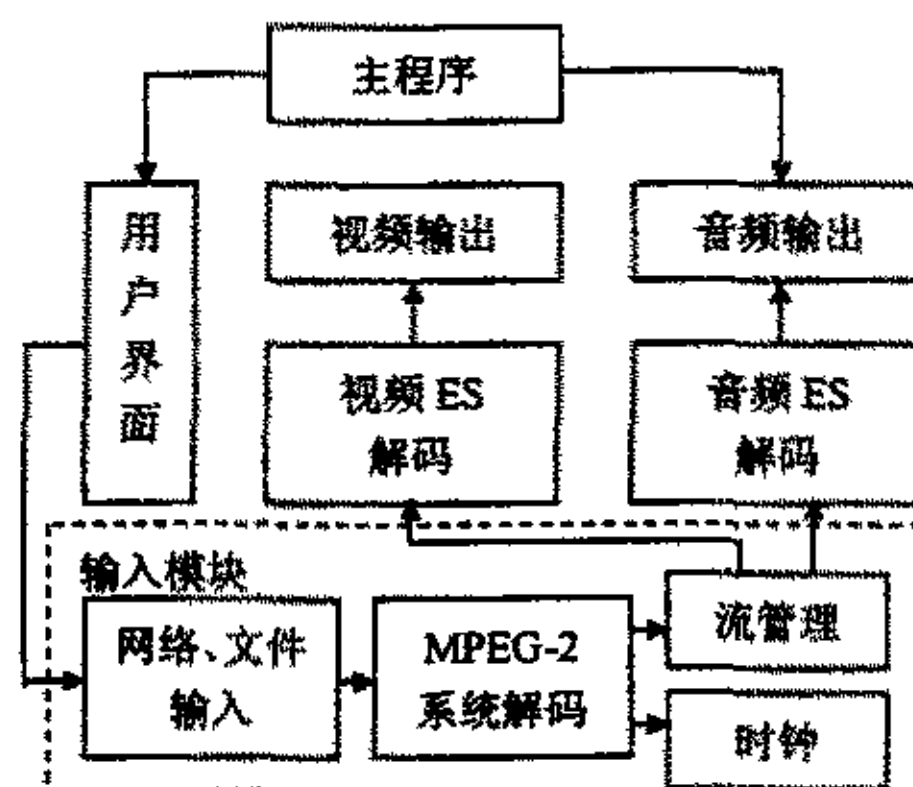 主程序
用
户
界
面
视频输出
音频输出
视频 ES
解码
音频 ES
解码
输入模块
网络、文件
输入
MPEG-2
系统解码
流管理
时钟